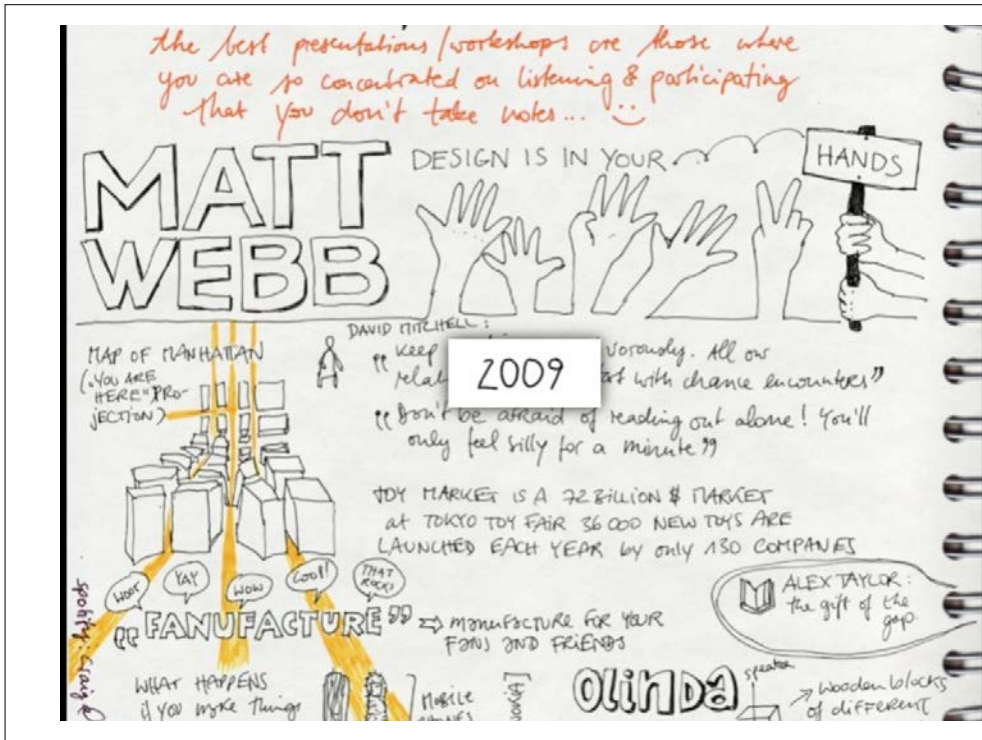 the best presentations/workshops are those where
you are so concentrated on listening & participating
that you don't take notes...
MATT
WEBB
DESIGN IS IN YOUR
HANDS
MAP OF MANHATTAN
("YOU ARE
HERE" PRO-
JECTION)
DAVID MITCHELL:
"Keep vorously. All our
with chance encounters"
2009
"Don't be afraid of reading out alone! You'll
only feel silly for a minute"
TOY MARKET IS A 72 BILLION $ MARKET
at TOKYO TOY FAIR 36 000 NEW TOYS ARE
LAUNCHED EACH YEAR by only 130 COMPANIES
WOOT
YAY
WOW
COOL!
THAT
ROCKS
"FANUFACTURE" ⇨ MANUFACTURE FOR YOUR
FANS AND FRIENDS
ALEX TAYLOR:
the gift of the
gap.
spotify: Craig
WHAT HAPPENS
if you make things
MOBILE
OLINDA
speaker
→ wooden blocks
of different